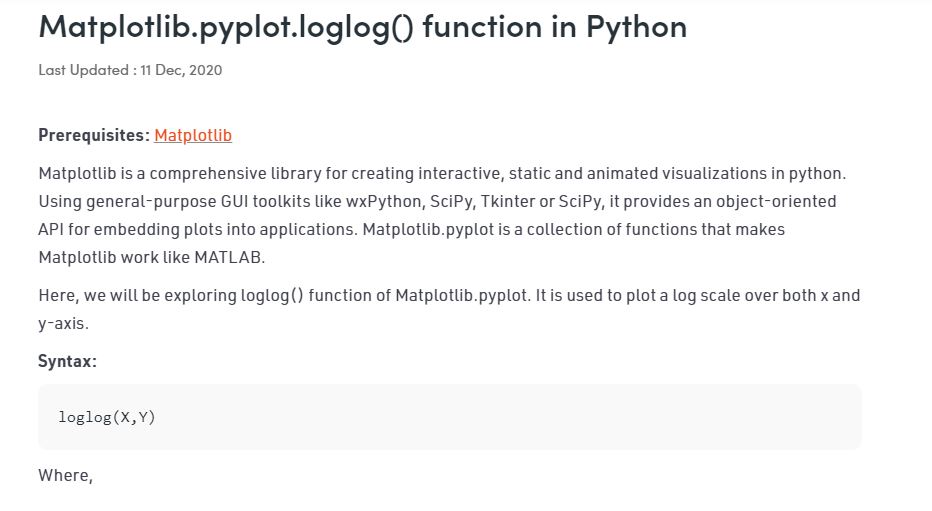 Matplotlib.pyplot.loglog() function in Python
Last Updated : 11 Dec, 2020
Prerequisites: Matplotlib
Matplotlib is a comprehensive library for creating interactive, static and animated visualizations in python.
Using general-purpose GUI toolkits like wxPython, SciPy, Tkinter or SciPy, it provides an object-oriented
API for embedding plots into applications. Matplotlib.pyplot is a collection of functions that makes
Matplotlib work like MATLAB.
Here, we will be exploring loglog() function of Matplotlib.pyplot. It is used to plot a log scale over both x and
y-axis.
Syntax:
loglog(X,Y)
Where,